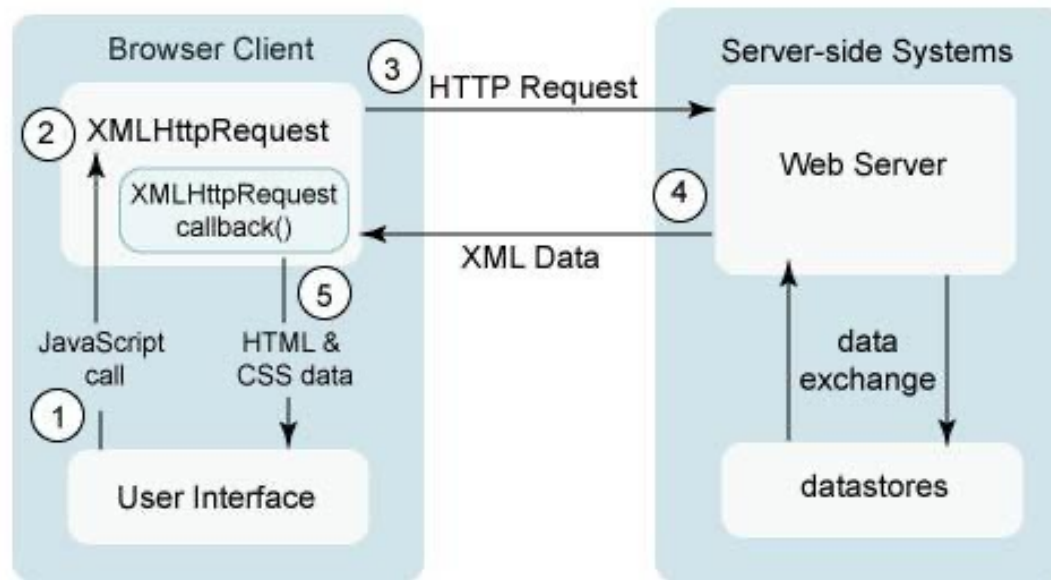 Browser Client
Server-side Systems
3
HTTP Request
2
XMLHttpRequest
Web Server
XMLHttpRequest
callback()
4
XML Data
5
JavaScript
call
HTML &
CSS data
data
exchange
1
User Interface
datastores